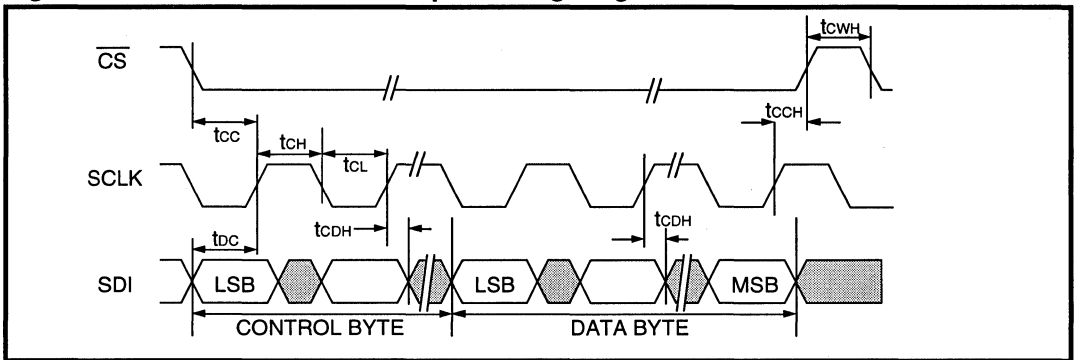 tCWH
CS
tCCH
tCC
tCH
tCL
SCLK
tCDH
tCDH
tDC
SDI
LSB
LSB
MSB
CONTROL BYTE
DATA BYTE